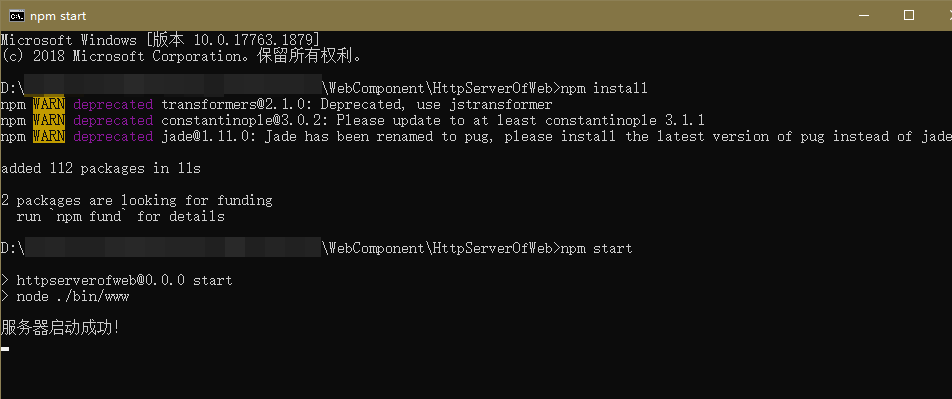 npm start
Microsoft Windows [版本 10.0.17763.1879]
(c) 2018 Microsoft Corporation。保留所有权利。
D:\ \WebComponent\HttpServerOfWeb>npm install
npm WARN deprecated transformers@2.1.0: Deprecated, use jstransformer
npm WARN deprecated constantinople@3.0.2: Please update to at least constantinople 3.1.1
npm WARN deprecated jade@1.11.0: Jade has been renamed to pug, please install the latest version of pug instead of jade
added 112 packages in 11s
2 packages are looking for funding
run `npm fund` for details
D:\ \WebComponent\HttpServerOfWeb>npm start
> httpserverofweb@0.0.0 start
> node ./bin/www
服务器启动成功!